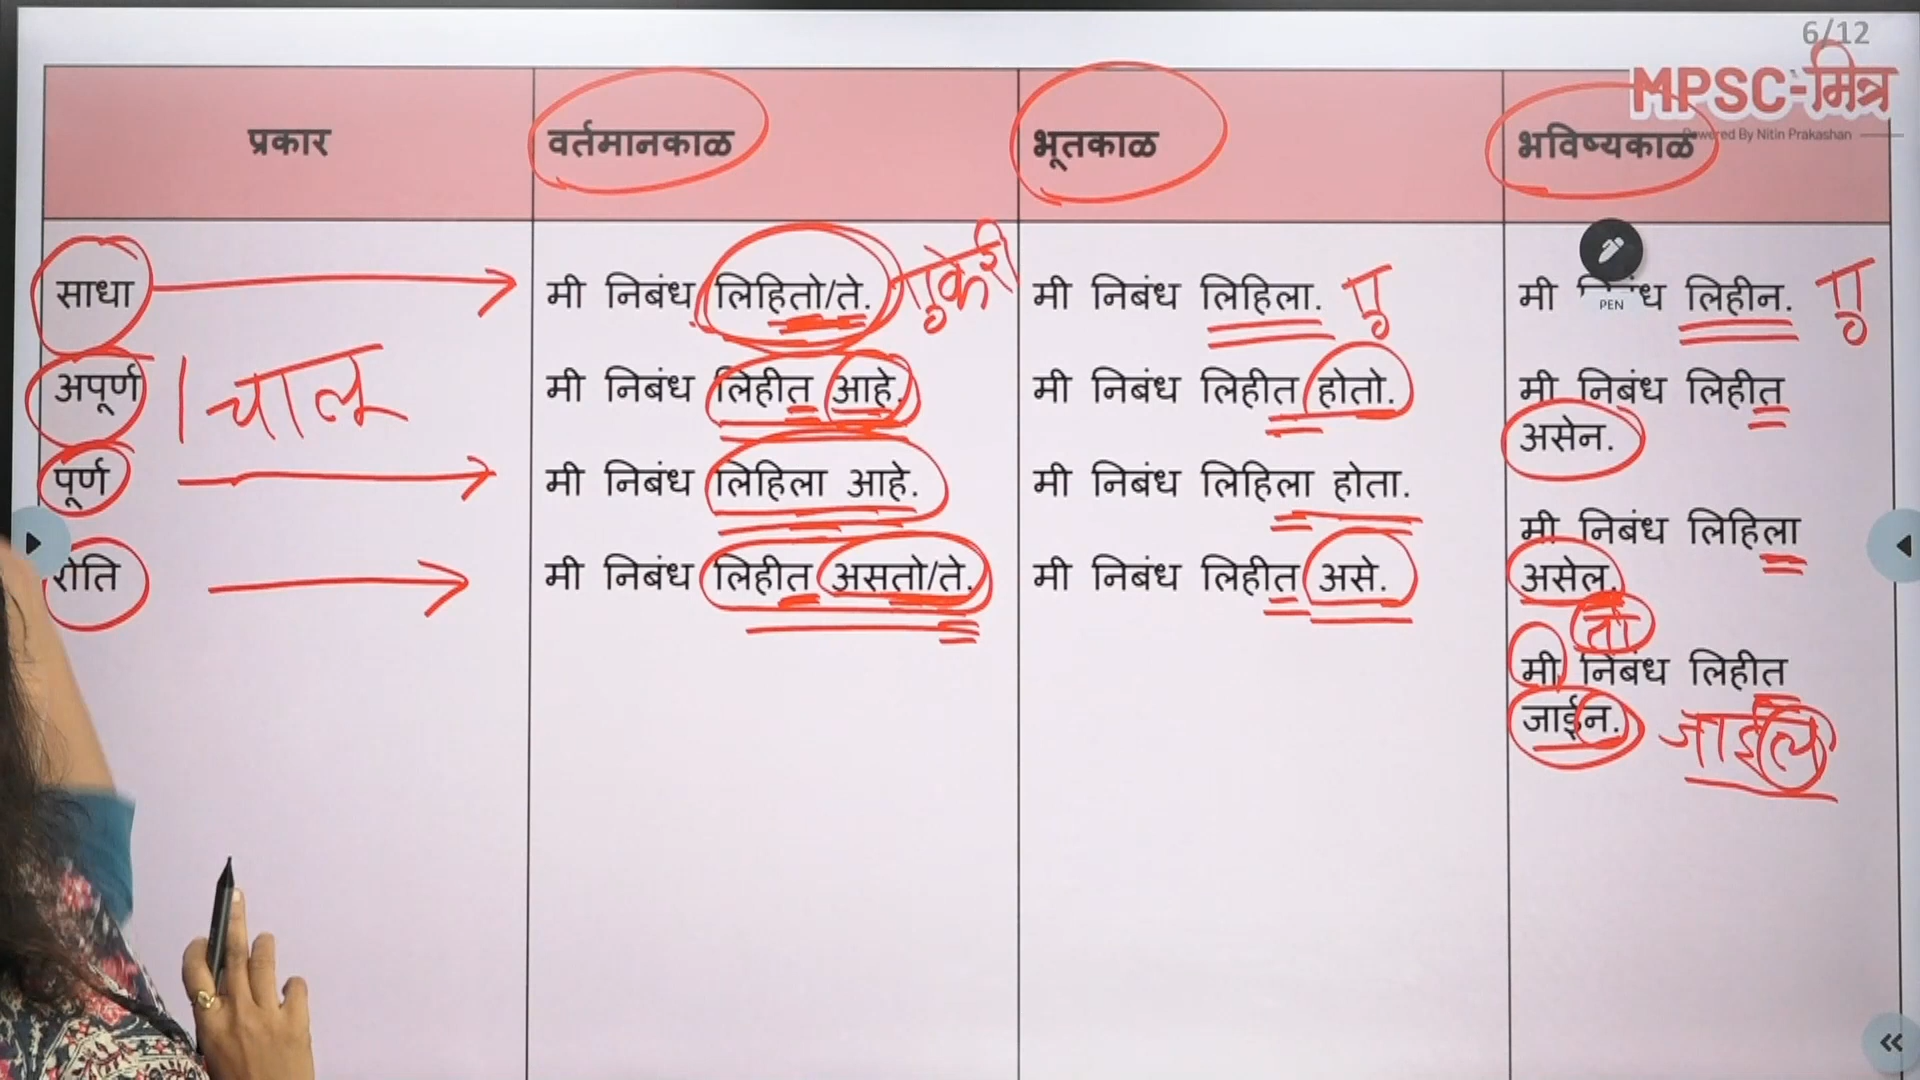 6/12
MPSC-मित्र
Powered By Nitin Prakashan
प्रकार
वर्तमानकाळ
भूतकाळ
भविष्यकाळ
साधा
मी निबंध लिहितो/ते.
एकेरी
मी निबंध लिहिला.
ए
मी ध लिहीन.
ए
PEN
अपूर्ण
चालू
मी निबंध लिहीत आहे.
मी निबंध लिहीत होतो.
मी निबंध लिहीत
असेन.
पूर्ण
मी निबंध लिहिला आहे.
मी निबंध लिहिला होता.
मी निबंध लिहिला
असेल.
रीति
मी निबंध लिहीत असतो/ते.
मी निबंध लिहीत असे.
तो
मी निबंध लिहीत
जाईन.
जाईल